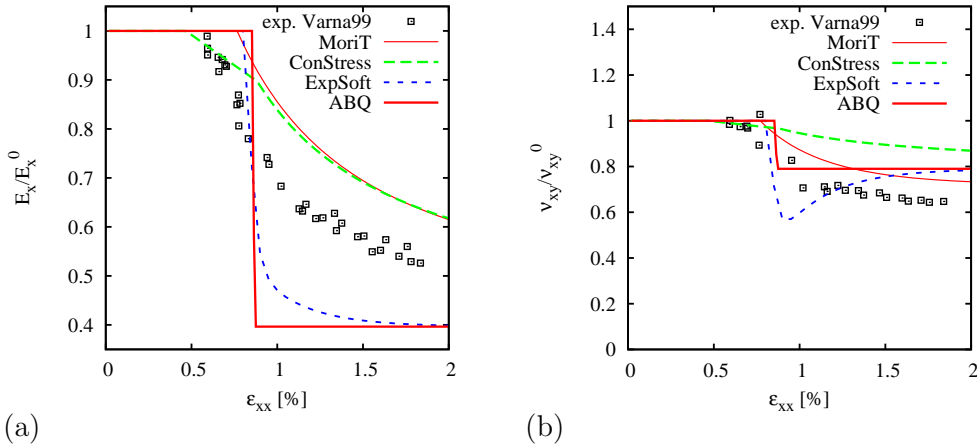 exp. Varna99
MoriT
ConStress
ExpSoft
ABQ
1
0.9
0.8
0.7
0.6
0.5
0.4
0 0.5 1 1.5 2
E_x/E_x^0
ε_xx [%]
(a)
exp. Varna99
MoriT
ConStress
ExpSoft
ABQ
1.4
1.2
1
0.8
0.6
0.4
0.2
0
0 0.5 1 1.5 2
ν_xy/ν_xy^0
ε_xx [%]
(b)